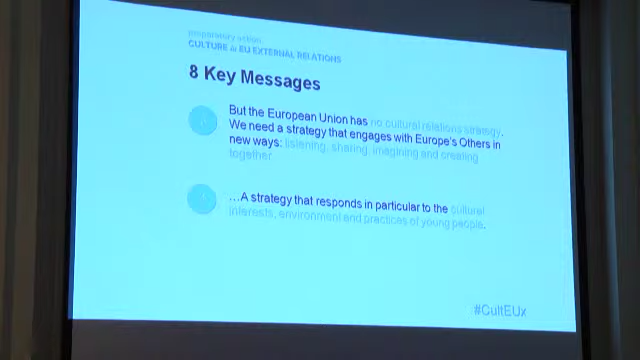 preparatory action
CULTURE in EU EXTERNAL RELATIONS
8 Key Messages
But the European Union has no cultural relations strategy.
We need a strategy that engages with Europe's Others in
new ways: listening, sharing, imagining and creating
together
…A strategy that responds in particular to the cultural
interests, environment and practices of young people.
#CultEUx